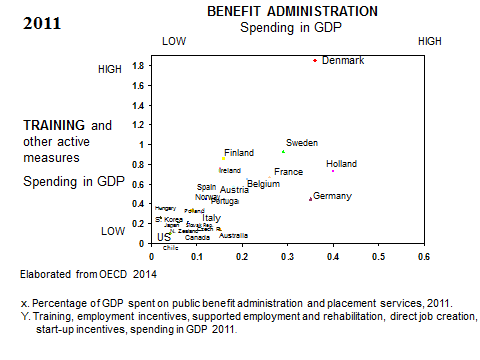 2011
BENEFIT ADMINISTRATION
Spending in GDP
LOW
HIGH
HIGH
TRAINING and
other active
measures
Spending in GDP
LOW
1.8
1.6
1.4
1.2
1
0.8
0.6
0.4
0.2
0
Denmark
Sweden
Finland
Ireland
France
Holland
Spain
Austria
Belgium
Norway
Portugal
Germany
Hungary
Poland
S. Korea
Italy
Japan
Slovak Rep.
Czech R.
N. Zealand
US
Canada
Australia
Chile
0
0.1
0.2
0.3
0.4
0.5
0.6
Elaborated from OECD 2014
x. Percentage of GDP spent on public benefit administration and placement services, 2011.
Y. Training, employment incentives, supported employment and rehabilitation, direct job creation,
start-up incentives, spending in GDP 2011.